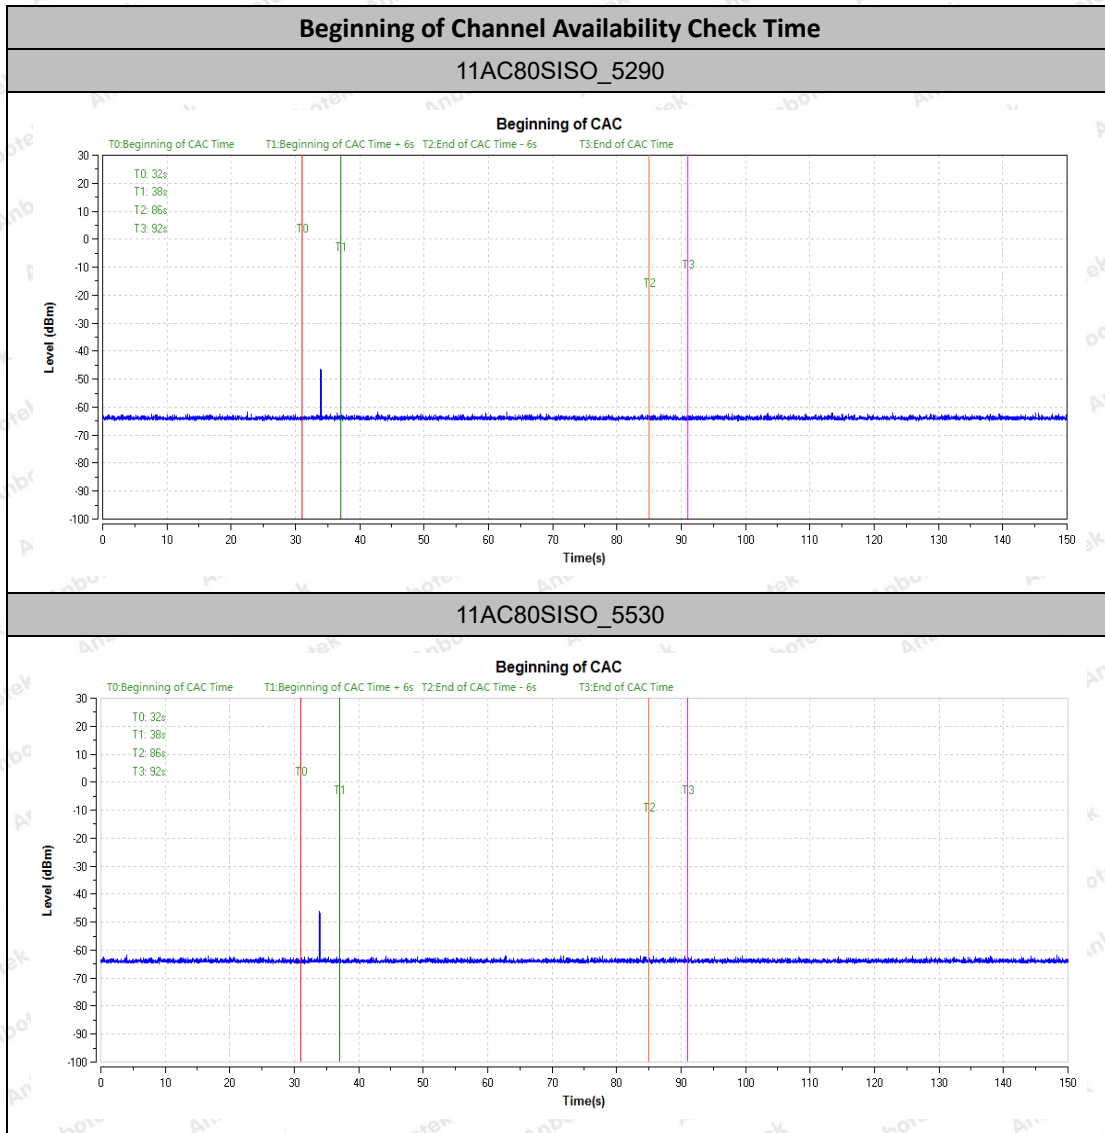 Beginning of Channel Availability Check Time
11AC80SISO_5290
Beginning of CAC
T0:Beginning of CAC Time T1:Beginning of CAC Time + 6s T2:End of CAC Time - 6s T3:End of CAC Time
T0: 32s
T1: 38s
T2: 86s
T3: 92s
T0
T1
T2
T3
30
20
10
0
-10
-20
-30
-40
-50
-60
-70
-80
-90
-100
Level (dBm)
0 10 20 30 40 50 60 70 80 90 100 110 120 130 140 150
Time(s)
11AC80SISO_5530
Beginning of CAC
T0:Beginning of CAC Time T1:Beginning of CAC Time + 6s T2:End of CAC Time - 6s T3:End of CAC Time
T0: 32s
T1: 38s
T2: 86s
T3: 92s
T0
T1
T2
T3
30
20
10
0
-10
-20
-30
-40
-50
-60
-70
-80
-90
-100
Level (dBm)
0 10 20 30 40 50 60 70 80 90 100 110 120 130 140 150
Time(s)